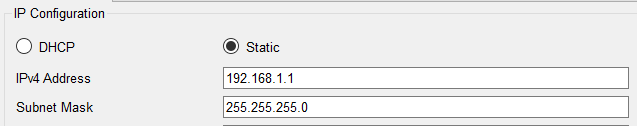 IP Configuration
DHCP Static
IPv4 Address 192.168.1.1
Subnet Mask 255.255.255.0